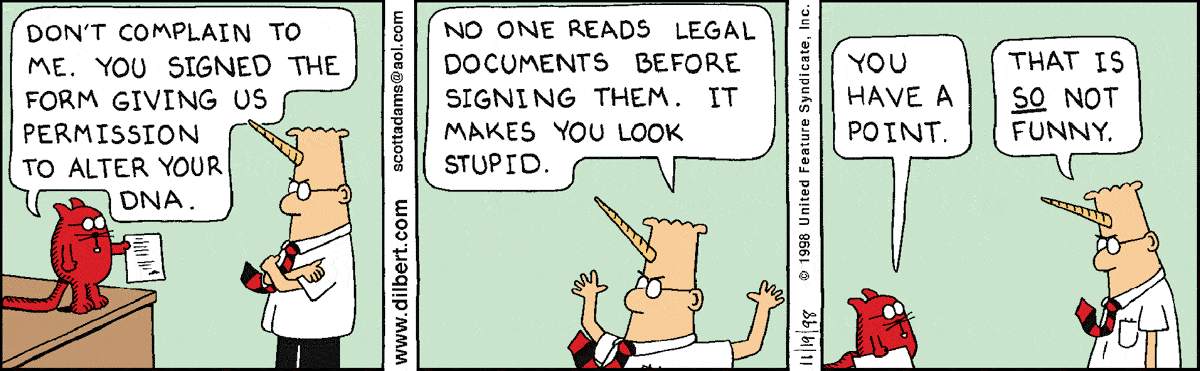 DON'T COMPLAIN TO
ME. YOU SIGNED THE
FORM GIVING US
PERMISSION
TO ALTER YOUR
DNA.
www.dilbert.com scottadams@aol.com
NO ONE READS LEGAL
DOCUMENTS BEFORE
SIGNING THEM. IT
MAKES YOU LOOK
STUPID.
11/9/98 © 1998 United Feature Syndicate, Inc.
YOU
HAVE A
POINT.
THAT IS
SO NOT
FUNNY.